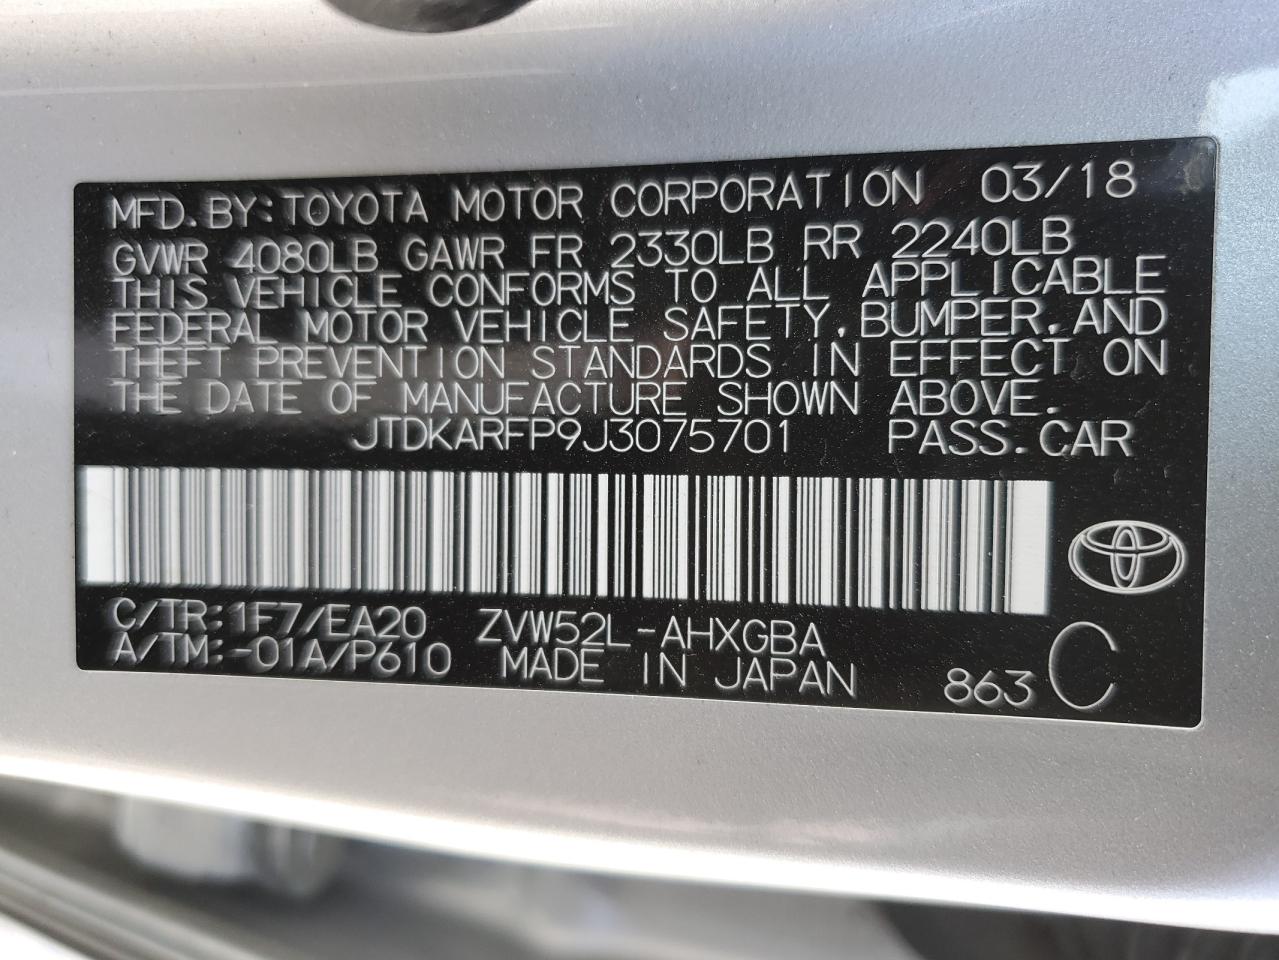 MFD. BY: TOYOTA MOTOR CORPORATION 03/18
GVWR 4080LB GAWR FR 2330LB RR 2240LB
THIS VEHICLE CONFORMS TO ALL APPLICABLE
FEDERAL MOTOR VEHICLE SAFETY, BUMPER, AND
THEFT PREVENTION STANDARDS IN EFFECT ON
THE DATE OF MANUFACTURE SHOWN ABOVE.
JTDKARFP9J3075701 PASS. CAR
C/TR: 1F7/EA20 ZVW52L-AHXGBA
A/TM: -01A/P610 MADE IN JAPAN 863 C